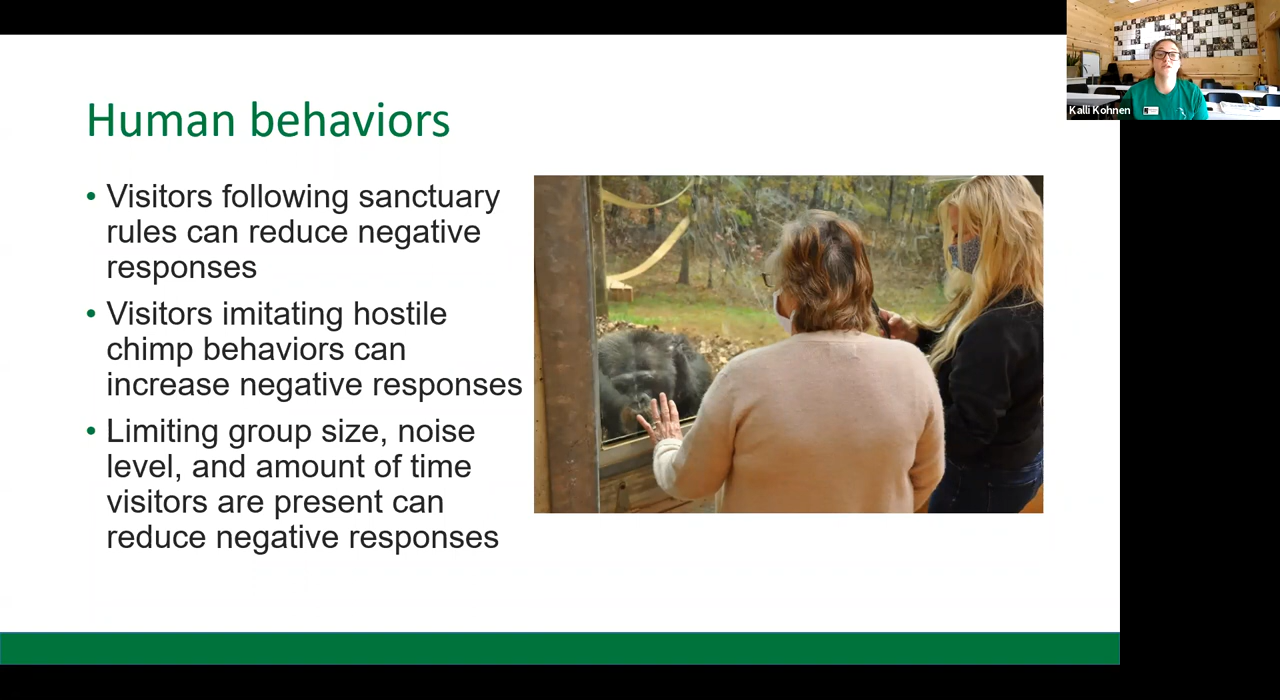 Human behaviors
• Visitors following sanctuary
rules can reduce negative
responses
• Visitors imitating hostile
chimp behaviors can
increase negative responses
• Limiting group size, noise
level, and amount of time
visitors are present can
reduce negative responses
Kalli Kohnen